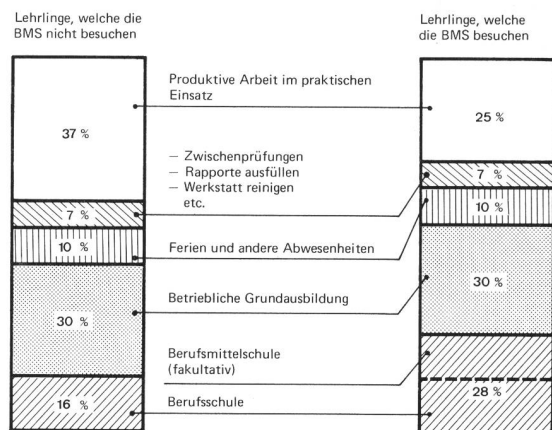 Lehrlinge, welche die
BMS nicht besuchen
Lehrlinge, welche
die BMS besuchen
Produktive Arbeit im praktischen
Einsatz
37 %
25 %
– Zwischenprüfungen
– Rapporte ausfüllen
– Werkstatt reinigen
etc.
7 %
7 %
10 %
10 %
Ferien und andere Abwesenheiten
Betriebliche Grundausbildung
30 %
30 %
Berufsmittelschule
(fakultativ)
16 %
28 %
Berufsschule